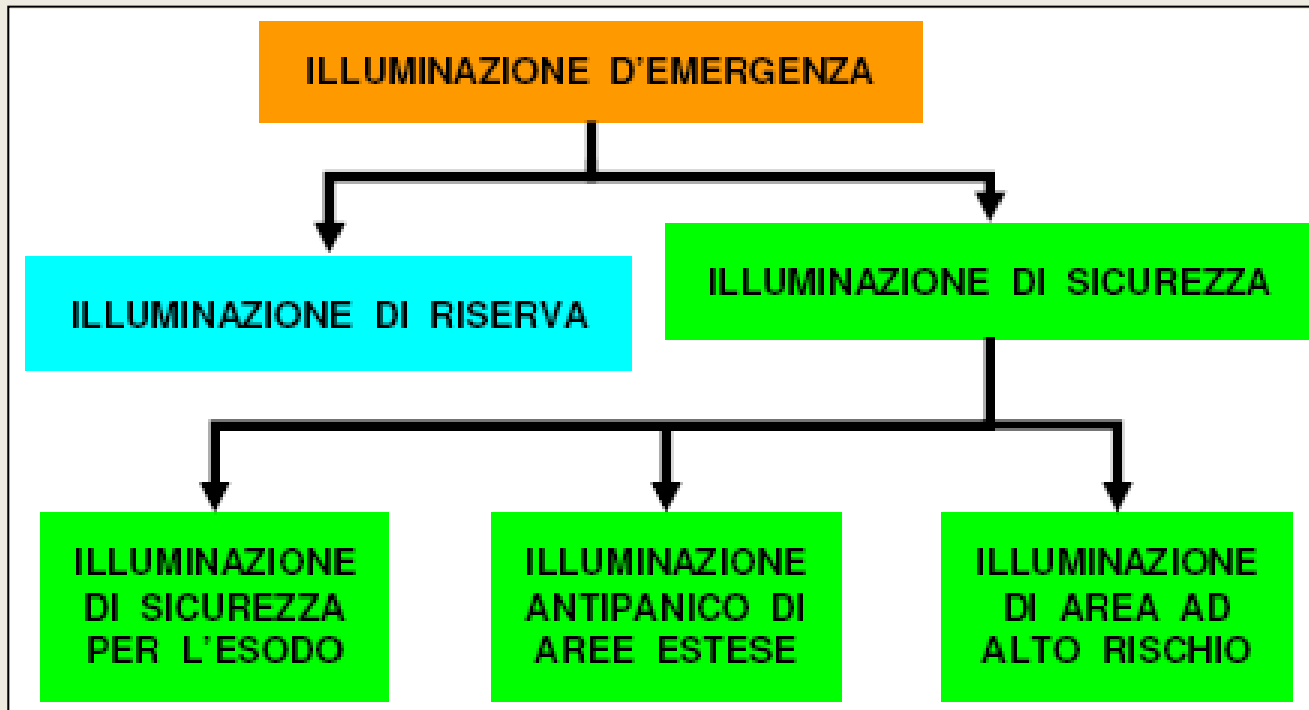 ILLUMINAZIONE D'EMERGENZA
ILLUMINAZIONE DI RISERVA
ILLUMINAZIONE DI SICUREZZA
ILLUMINAZIONE
DI SICUREZZA
PER L'ESODO
ILLUMINAZIONE
ANTIPANICO DI
AREE ESTESE
ILLUMINAZIONE
DI AREA AD
ALTO RISCHIO